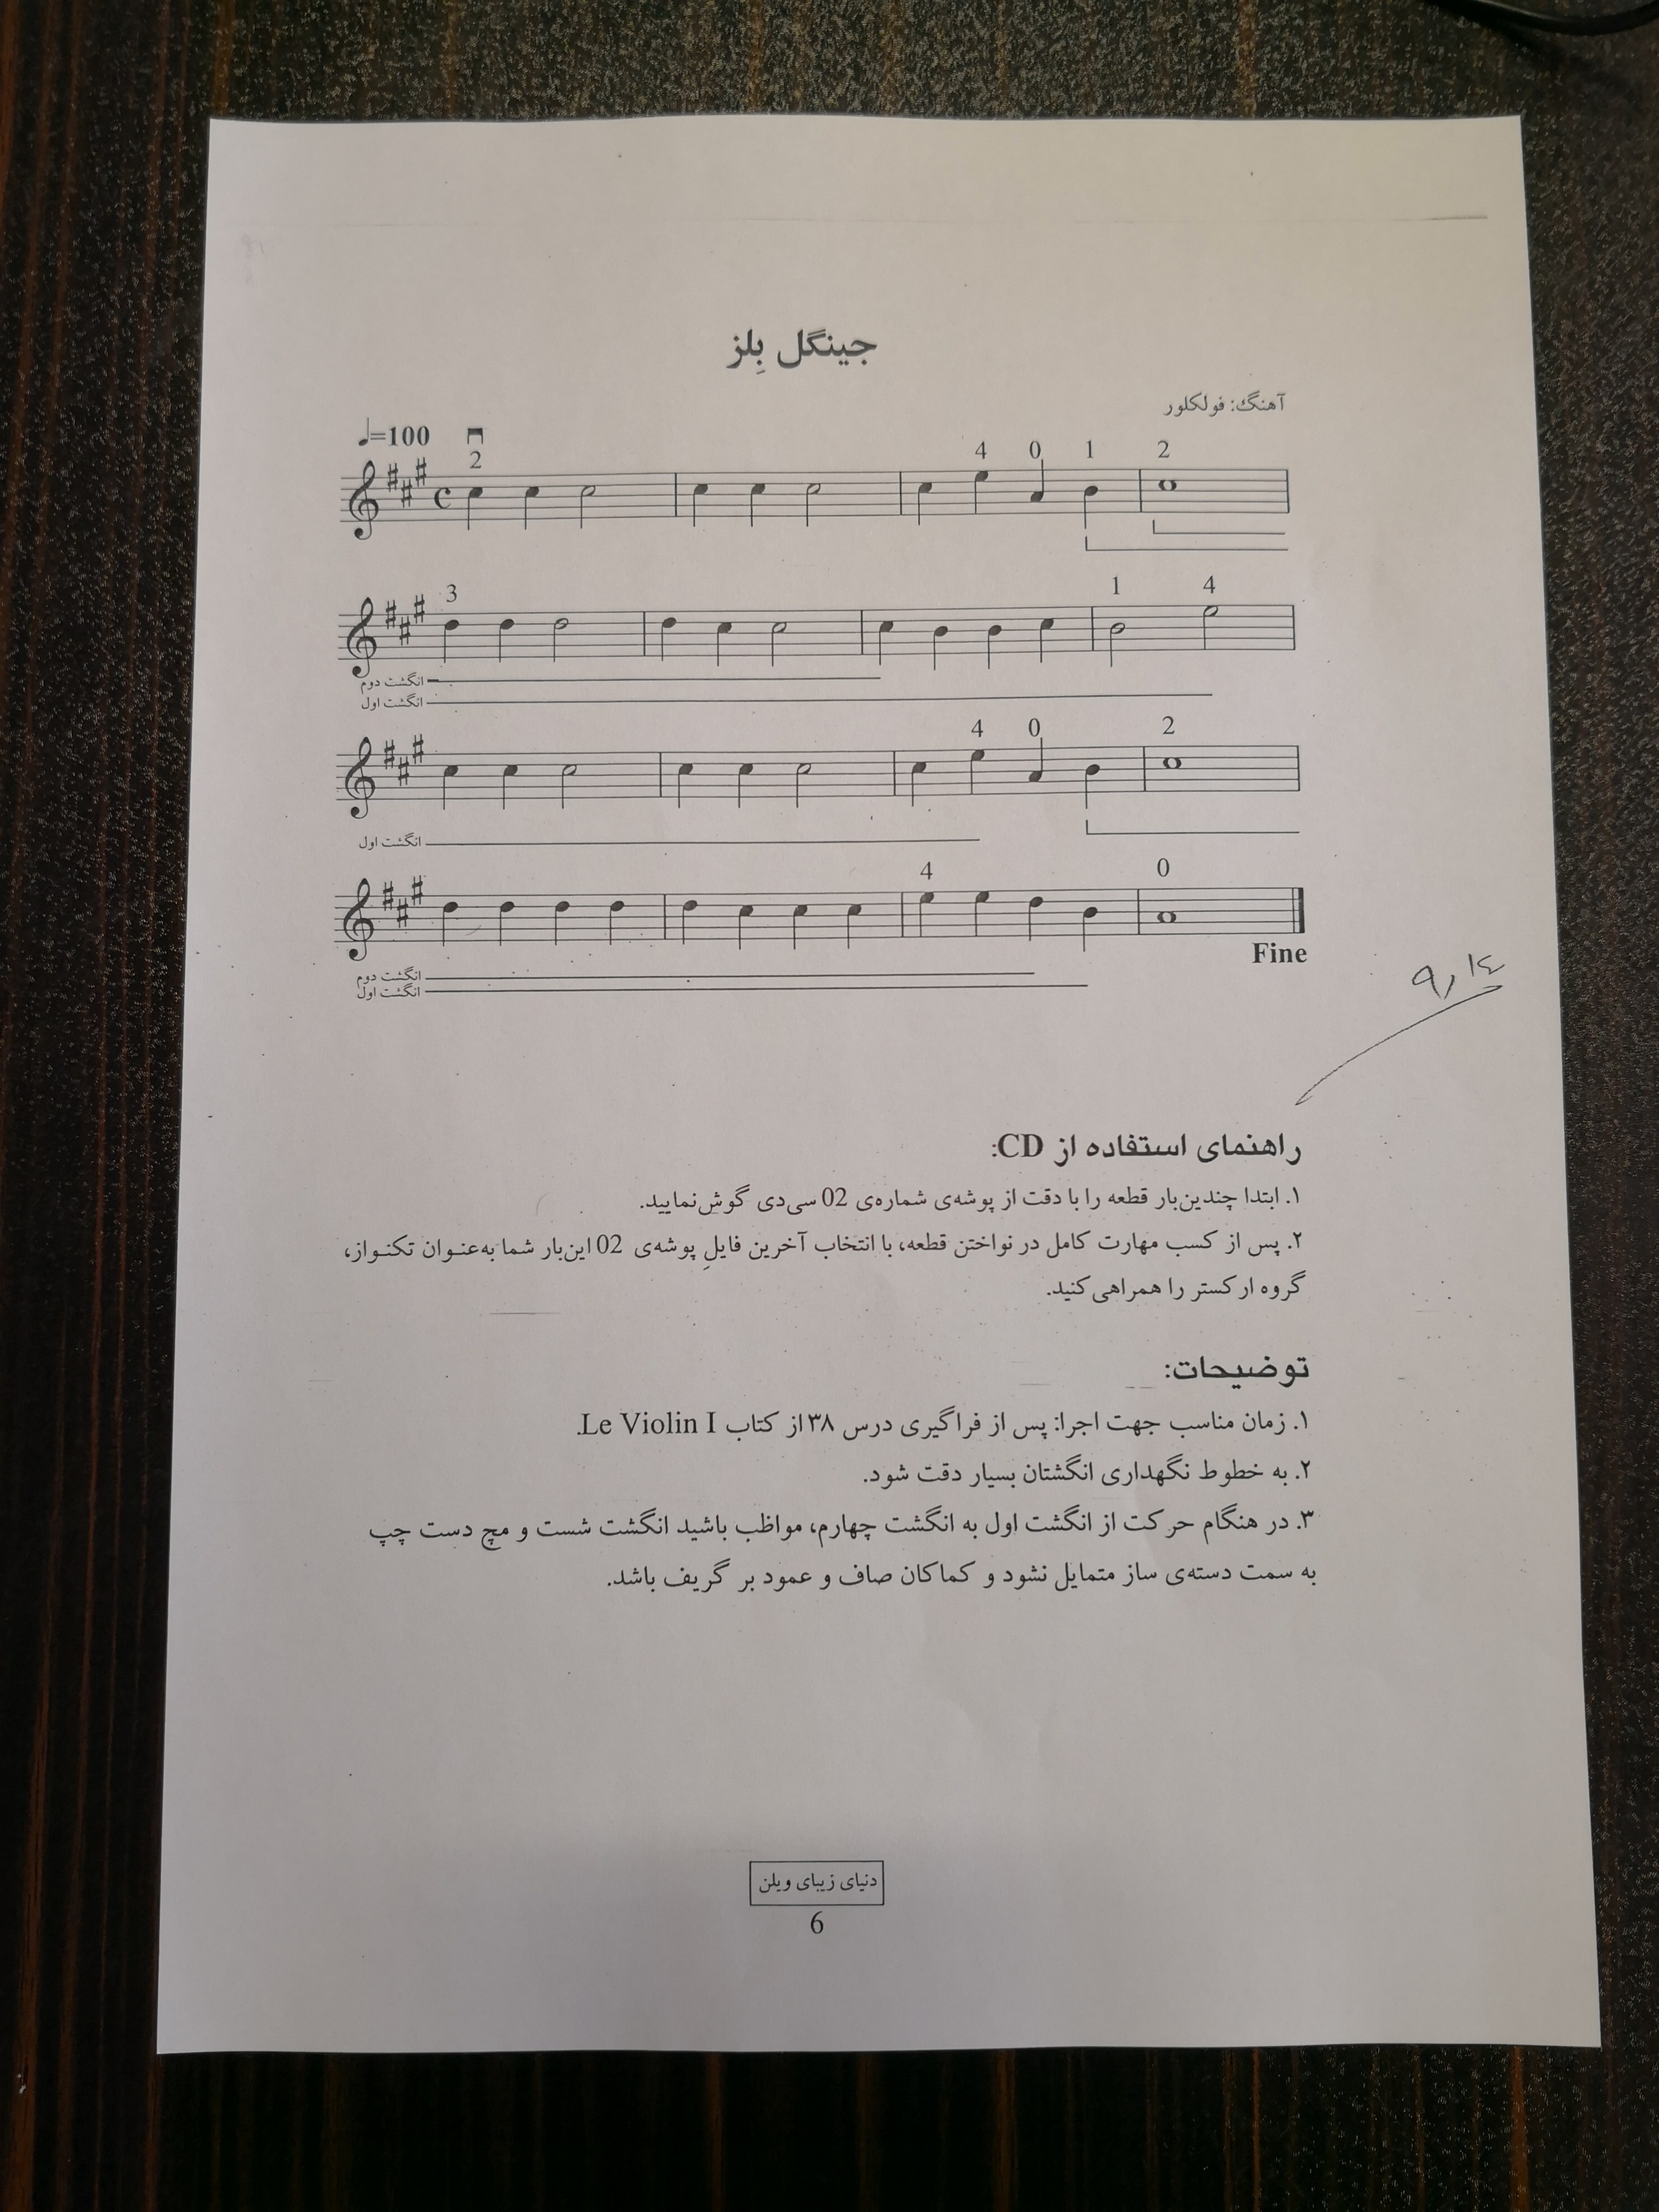 جینگل بِلز
آهنگ: فولکلور
♩=100
2 4 0 1 2
3 1 4
انگشت دوم
انگشت اول
4 0 2
انگشت اول
4 0
Fine
انگشت دوم
انگشت اول
۹٫۱۴
راهنمای استفاده از CD:
۱. ابتدا چندین‌بار قطعه را با دقت از پوشه‌ی شماره‌ی 02 سی‌دی گوش‌نمایید.
۲. پس از کسب مهارت کامل در نواختن قطعه، با انتخاب آخرین فایلِ پوشه‌ی 02 این‌بار شما به‌عنـوان تکنـواز،
گروه ارکستر را همراهی‌کنید.
توضیحات:
۱. زمان مناسب جهت اجرا: پس از فراگیری درس ۳۸ از کتاب Le Violin I.
۲. به خطوط نگهداری انگشتان بسیار دقت شود.
۳. در هنگام حرکت از انگشت اول به انگشت چهارم، مواظب باشید انگشت شست و مچ دست چپ
به سمت دسته‌ی ساز متمایل نشود و کماکان صاف و عمود بر گریف باشد.
دنیای زیبای ویلن
6